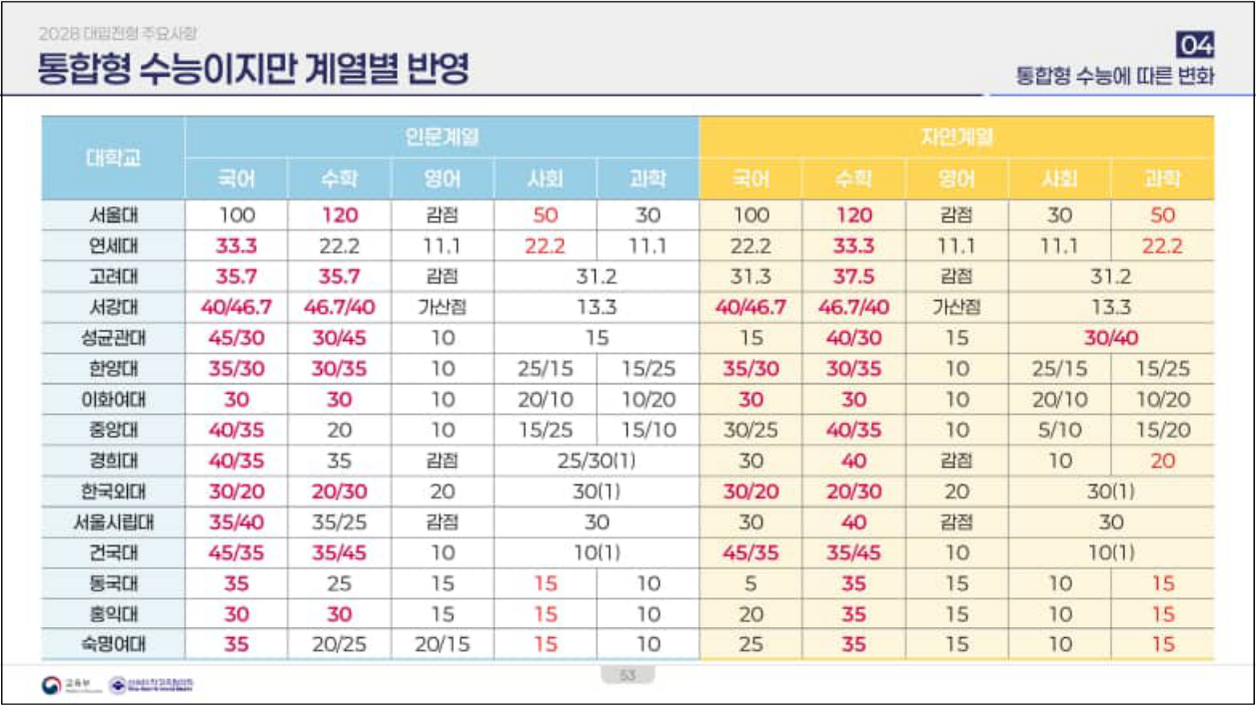 2028 대입전형 주요사항
통합형 수능이지만 계열별 반영
04
통합형 수능에 따른 변화
대학교 인문계열 자연계열
국어 수학 영어 사회 과학 국어 수학 영어 사회 과학
서울대 100 120 감점 50 30 100 120 감점 30 50
연세대 33.3 22.2 11.1 22.2 11.1 22.2 33.3 11.1 11.1 22.2
고려대 35.7 35.7 감점 31.2 31.3 37.5 감점 31.2
서강대 40/46.7 46.7/40 가산점 13.3 40/46.7 46.7/40 가산점 13.3
성균관대 45/30 30/45 10 15 15 40/30 15 30/40
한양대 35/30 30/35 10 25/15 15/25 35/30 30/35 10 25/15 15/25
이화여대 30 30 10 20/10 10/20 30 30 10 20/10 10/20
중앙대 40/35 20 10 15/25 15/10 30/25 40/35 10 5/10 15/20
경희대 40/35 35 감점 25/30(1) 30 40 감점 10 20
한국외대 30/20 20/30 20 30(1) 30/20 20/30 20 30(1)
서울시립대 35/40 35/25 감점 30 30 40 감점 30
건국대 45/35 35/45 10 10(1) 45/35 35/45 10 10(1)
동국대 35 25 15 15 10 5 35 15 10 15
홍익대 30 30 15 15 10 20 35 15 10 15
숙명여대 35 20/25 20/15 15 10 25 35 15 10 15
53
교육부